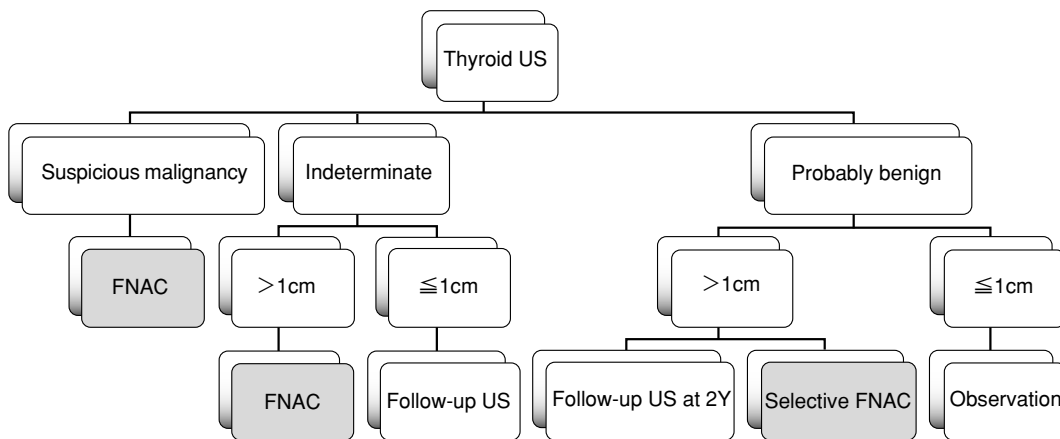 Thyroid US
Suspicious malignancy
Indeterminate
Probably benign
FNAC
＞1cm
≦1cm
＞1cm
≦1cm
FNAC
Follow-up US
Follow-up US at 2Y
Selective FNAC
Observation